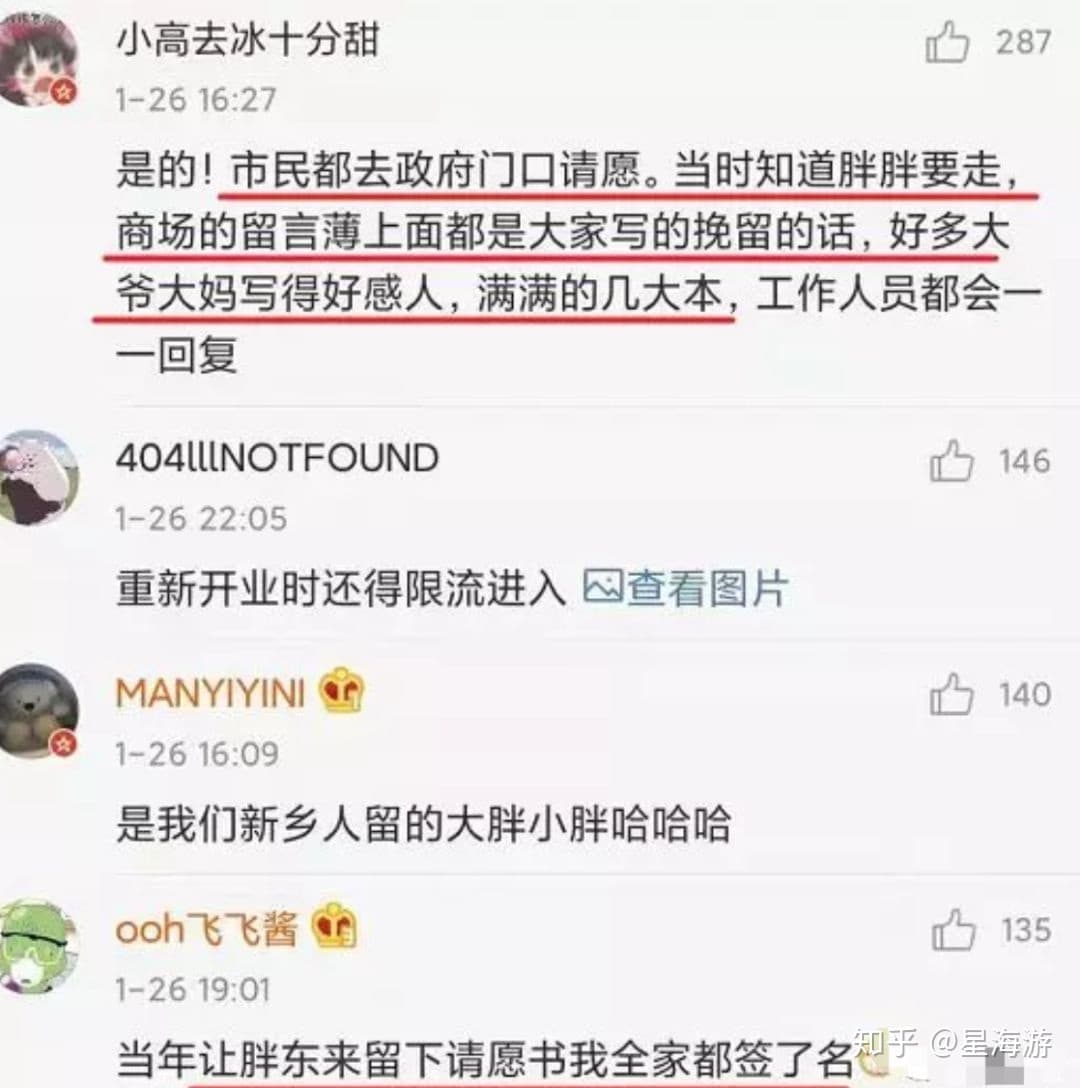 小高去冰十分甜
287
1-26 16:27
是的！市民都去政府门口请愿。当时知道胖胖要走，
商场的留言薄上面都是大家写的挽留的话，好多大
爷大妈写得好感人，满满的几大本，工作人员都会一
一回复
404lllNOTFOUND
146
1-26 22:05
重新开业时还得限流进入 查看图片
MANYIYINI
140
1-26 16:09
是我们新乡人留的大胖小胖哈哈哈
ooh飞飞酱
135
1-26 19:01
当年让胖东来留下请愿书我全家都签了名
知乎 @星海游